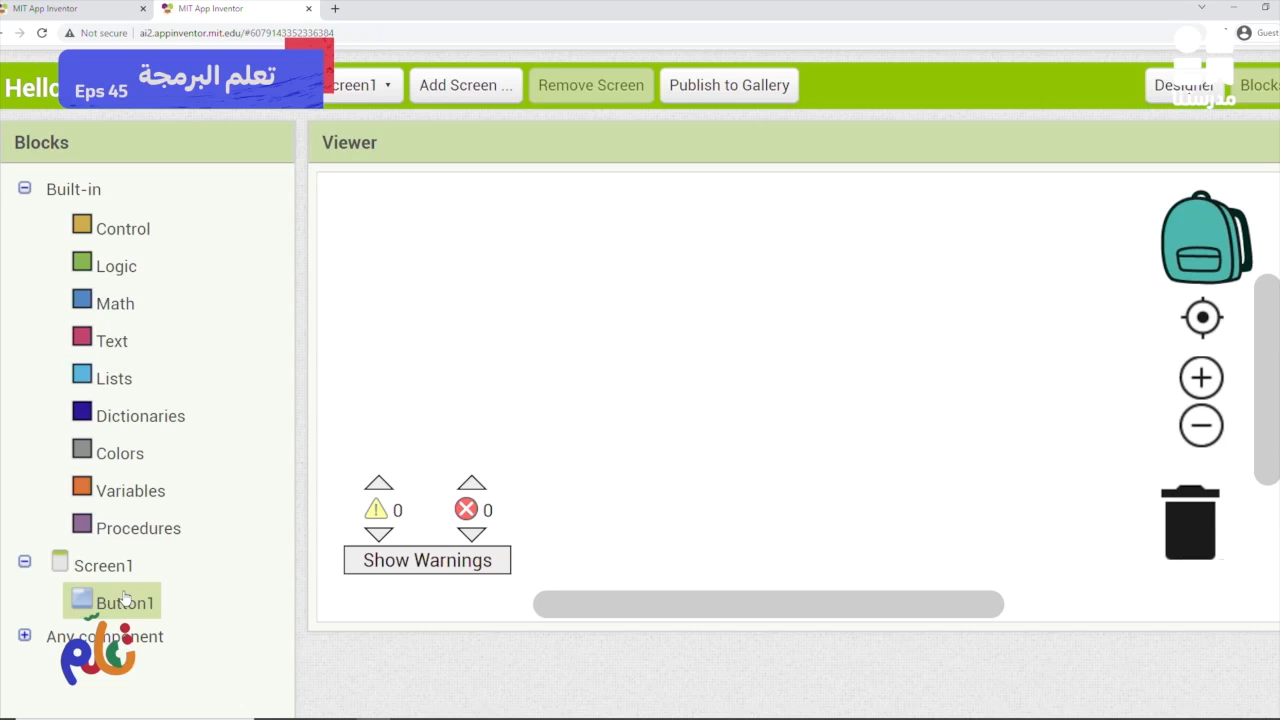 MIT App Inventor
MIT App Inventor
Not secure
ai2.appinventor.mit.edu/#6079143352336384
Guest
Hello
تعلم البرمجة
Eps 45
creen1
Add Screen ...
Remove Screen
Publish to Gallery
Designer
Blocks
مدرستنا
Blocks
Viewer
Built-in
Control
Logic
Math
Text
Lists
Dictionaries
Colors
Variables
Procedures
Screen1
Button1
Any component
0
0
Show Warnings